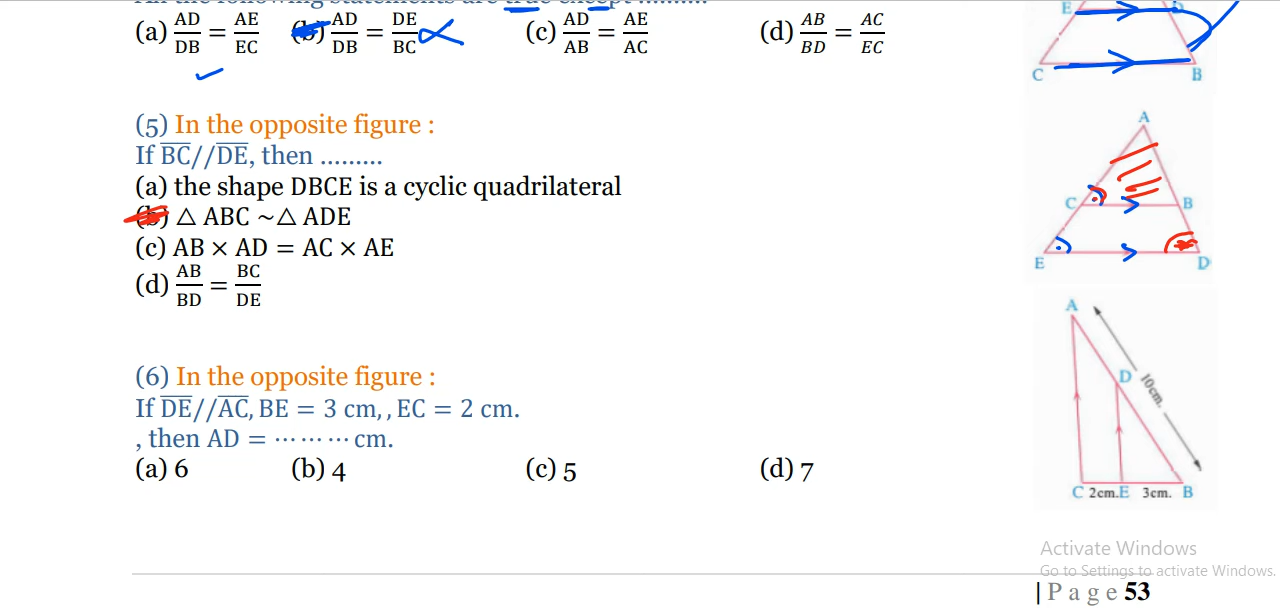 (a) AD/DB = AE/EC (b) AD/DB = DE/BC (c) AD/AB = AE/AC (d) AB/BD = AC/EC
E D
C B
(5) In the opposite figure :
If BC//DE, then .........
(a) the shape DBCE is a cyclic quadrilateral
(b) △ ABC ~△ ADE
(c) AB × AD = AC × AE
(d) AB/BD = BC/DE
A
C B
E D
(6) In the opposite figure :
If DE//AC, BE = 3 cm, , EC = 2 cm.
, then AD = ⋯ ⋯ ⋯ cm.
(a) 6 (b) 4 (c) 5 (d) 7
A
D 10cm.
C 2cm. E 3cm. B
Activate Windows
Go to Settings to activate Windows.
| P a g e 53